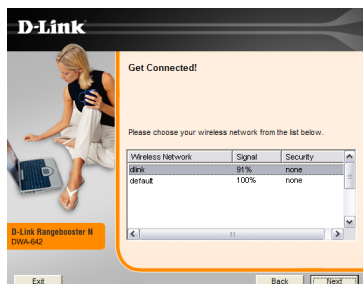 D-Link
Get Connected!
Please choose your wireless network from the list below.
Wireless Network Signal Security
dlink 91% none
default 100% none
D-Link Rangebooster N
DWA-642
Exit Back Next